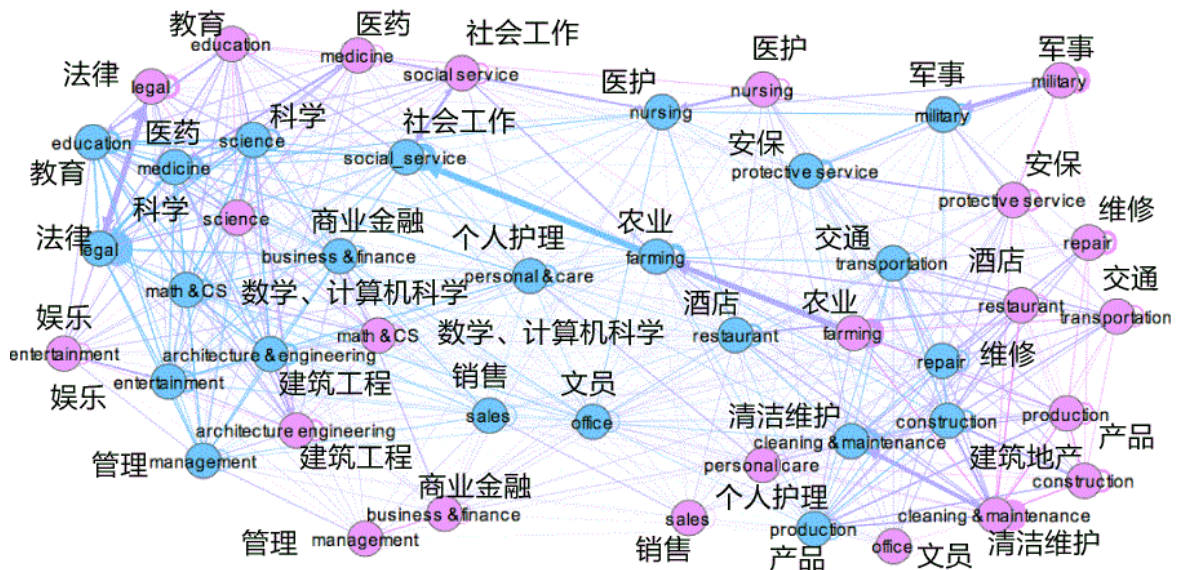 教育
education
医药
medicine
社会工作
social service
医护
nursing
军事
military
法律
legal
医护
nursing
军事
military
教育
education
医药
medicine
科学
science
社会工作
social_service
安保
protective service
安保
protective service
科学
science
法律
legal
商业金融
business & finance
个人护理
personal & care
农业
farming
交通
transportation
酒店
restaurant
维修
repair
交通
transportation
math & CS
数学、计算机科学
math & CS
数学、计算机科学
酒店
restaurant
农业
farming
娱乐
entertainment
娱乐
entertainment
architecture & engineering
建筑工程
architecture engineering
建筑工程
销售
sales
文员
office
维修
repair
清洁维护
cleaning & maintenance
construction
production
产品
管理
management
商业金融
business & finance
personal care
个人护理
建筑地产
construction
管理
management
sales
销售
production
产品
office
文员
cleaning & maintenance
清洁维护